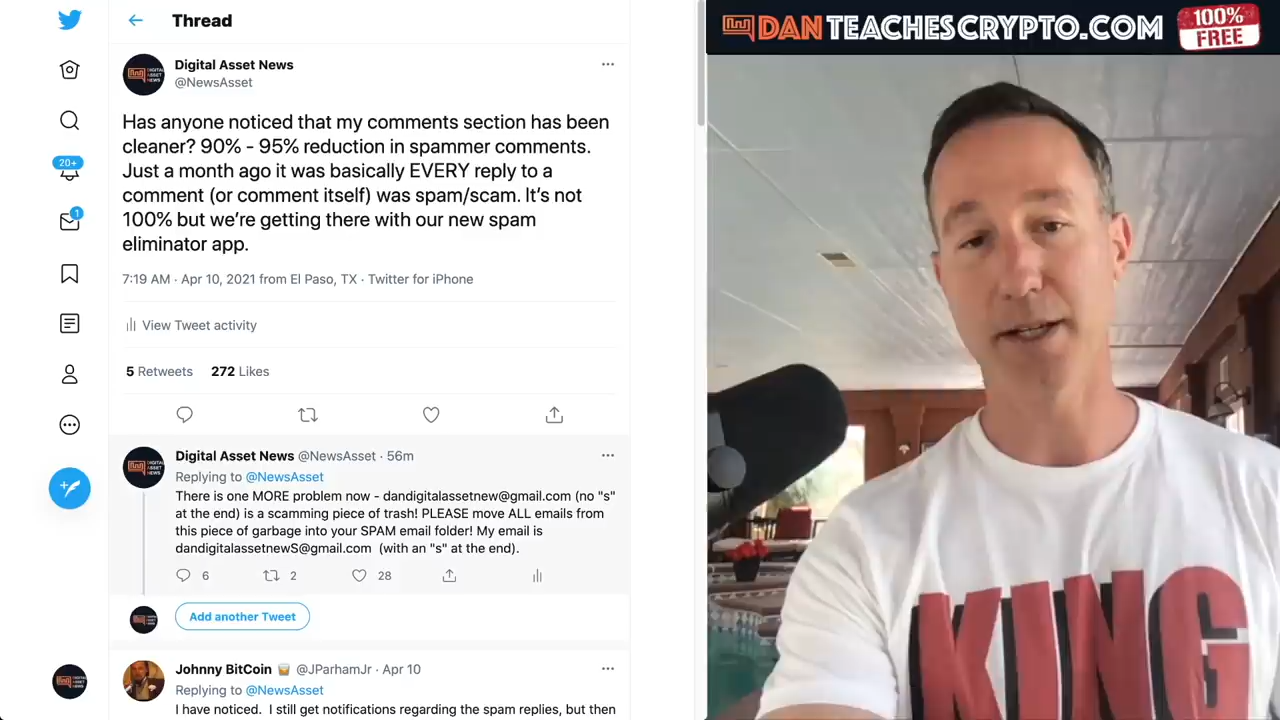 Thread
Digital Asset News
@NewsAsset
Has anyone noticed that my comments section has been
cleaner? 90% - 95% reduction in spammer comments.
Just a month ago it was basically EVERY reply to a
comment (or comment itself) was spam/scam. It's not
100% but we're getting there with our new spam
eliminator app.
7:19 AM · Apr 10, 2021 from El Paso, TX · Twitter for iPhone
View Tweet activity
5 Retweets 272 Likes
20+
1
Digital Asset News @NewsAsset · 56m
Replying to @NewsAsset
There is one MORE problem now - dandigitalassetnew@gmail.com (no "s"
at the end) is a scamming piece of trash! PLEASE move ALL emails from
this piece of garbage into your SPAM email folder! My email is
dandigitalassetnewS@gmail.com (with an "s" at the end).
6 2 28
Add another Tweet
Johnny BitCoin @JParhamJr · Apr 10
Replying to @NewsAsset
I have noticed. I still get notifications regarding the spam replies, but then
DANTEACHESCRYPTO.COM
100%
FREE
KING